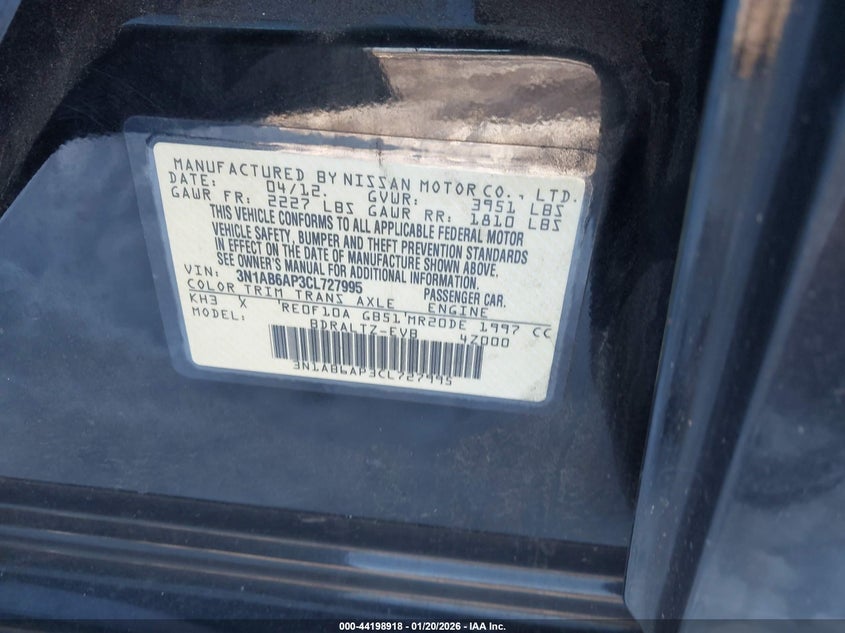 MANUFACTURED BY NISSAN MOTOR CO., LTD.
DATE: 04/12. GVWR: 3951 LBS
GAWR FR: 2227 LBS GAWR RR: 1810 LBS
THIS VEHICLE CONFORMS TO ALL APPLICABLE FEDERAL MOTOR
VEHICLE SAFETY, BUMPER AND THEFT PREVENTION STANDARDS
IN EFFECT ON THE DATE OF MANUFACTURE SHOWN ABOVE.
SEE OWNER'S MANUAL FOR ADDITIONAL INFORMATION.
VIN: 3N1AB6AP3CL727995 PASSENGER CAR.
COLOR TRIM TRANS AXLE ENGINE
KH3 X RE0F10A GB51 MR20DE 1997 CC
MODEL: BDRALTZ-EVB 4Z000
3N1AB6AP3CL727995
000-44198918 | 01/20/2026 - IAA Inc.